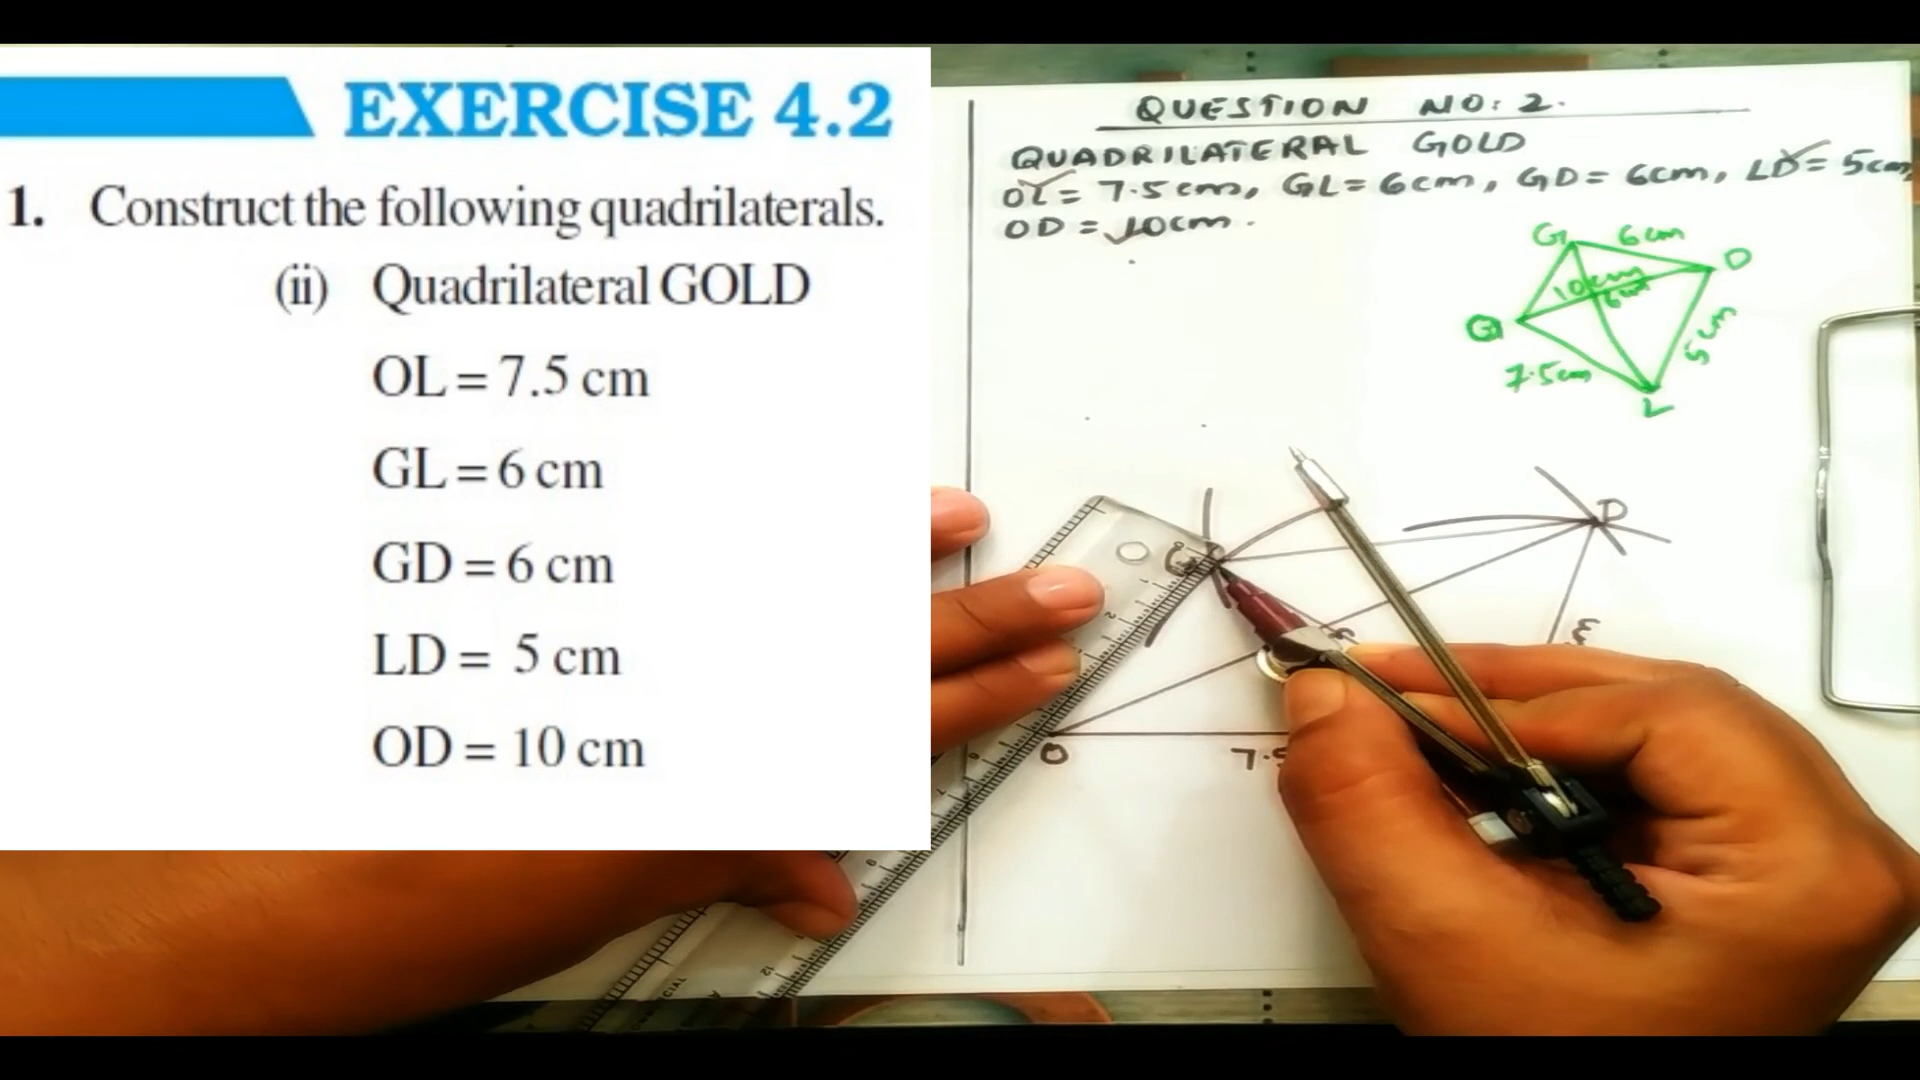 EXERCISE 4.2
1. Construct the following quadrilaterals.
(ii) Quadrilateral GOLD
OL = 7.5 cm
GL = 6 cm
GD = 6 cm
LD = 5 cm
OD = 10 cm
QUESTION NO: 2.
QUADRILATERAL GOLD
OL = 7.5 cm, GL = 6cm, GD = 6cm, LD = 5cm,
OD = 10cm.
G 6cm
D
10cm
6cm
O
5cm
7.5cm
L
D
G
O
7.5